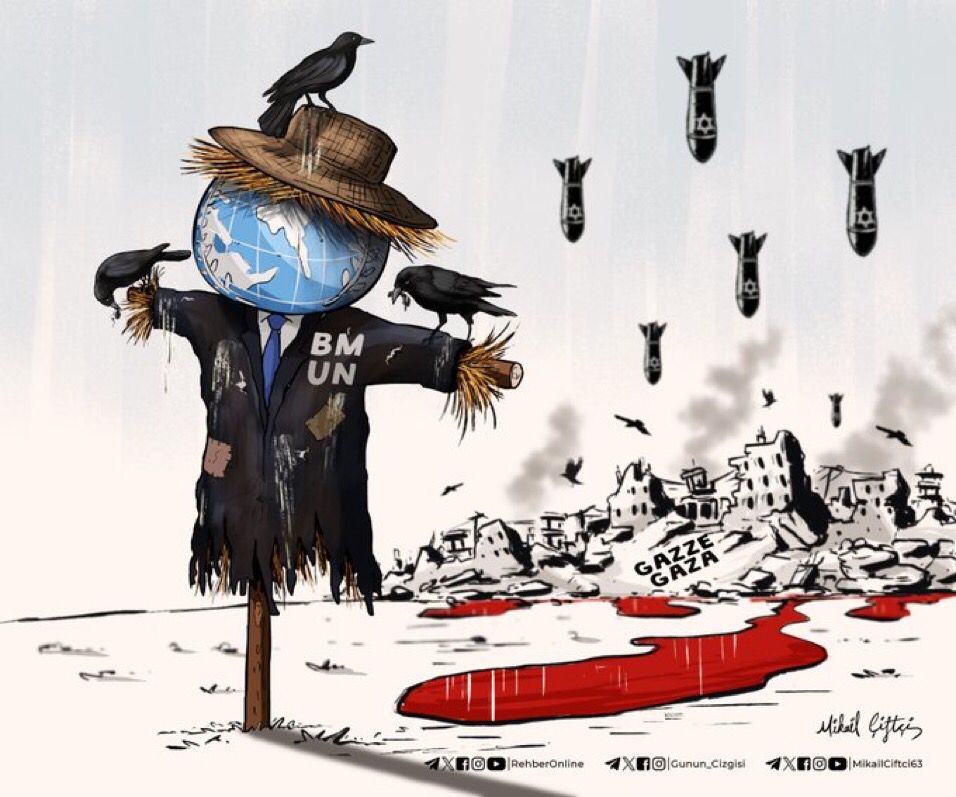 BM
UN
GAZZE
GAZA
Mikail Çiftçi
RehberOnline
Gunun_Cizgisi
MikailCiftci63